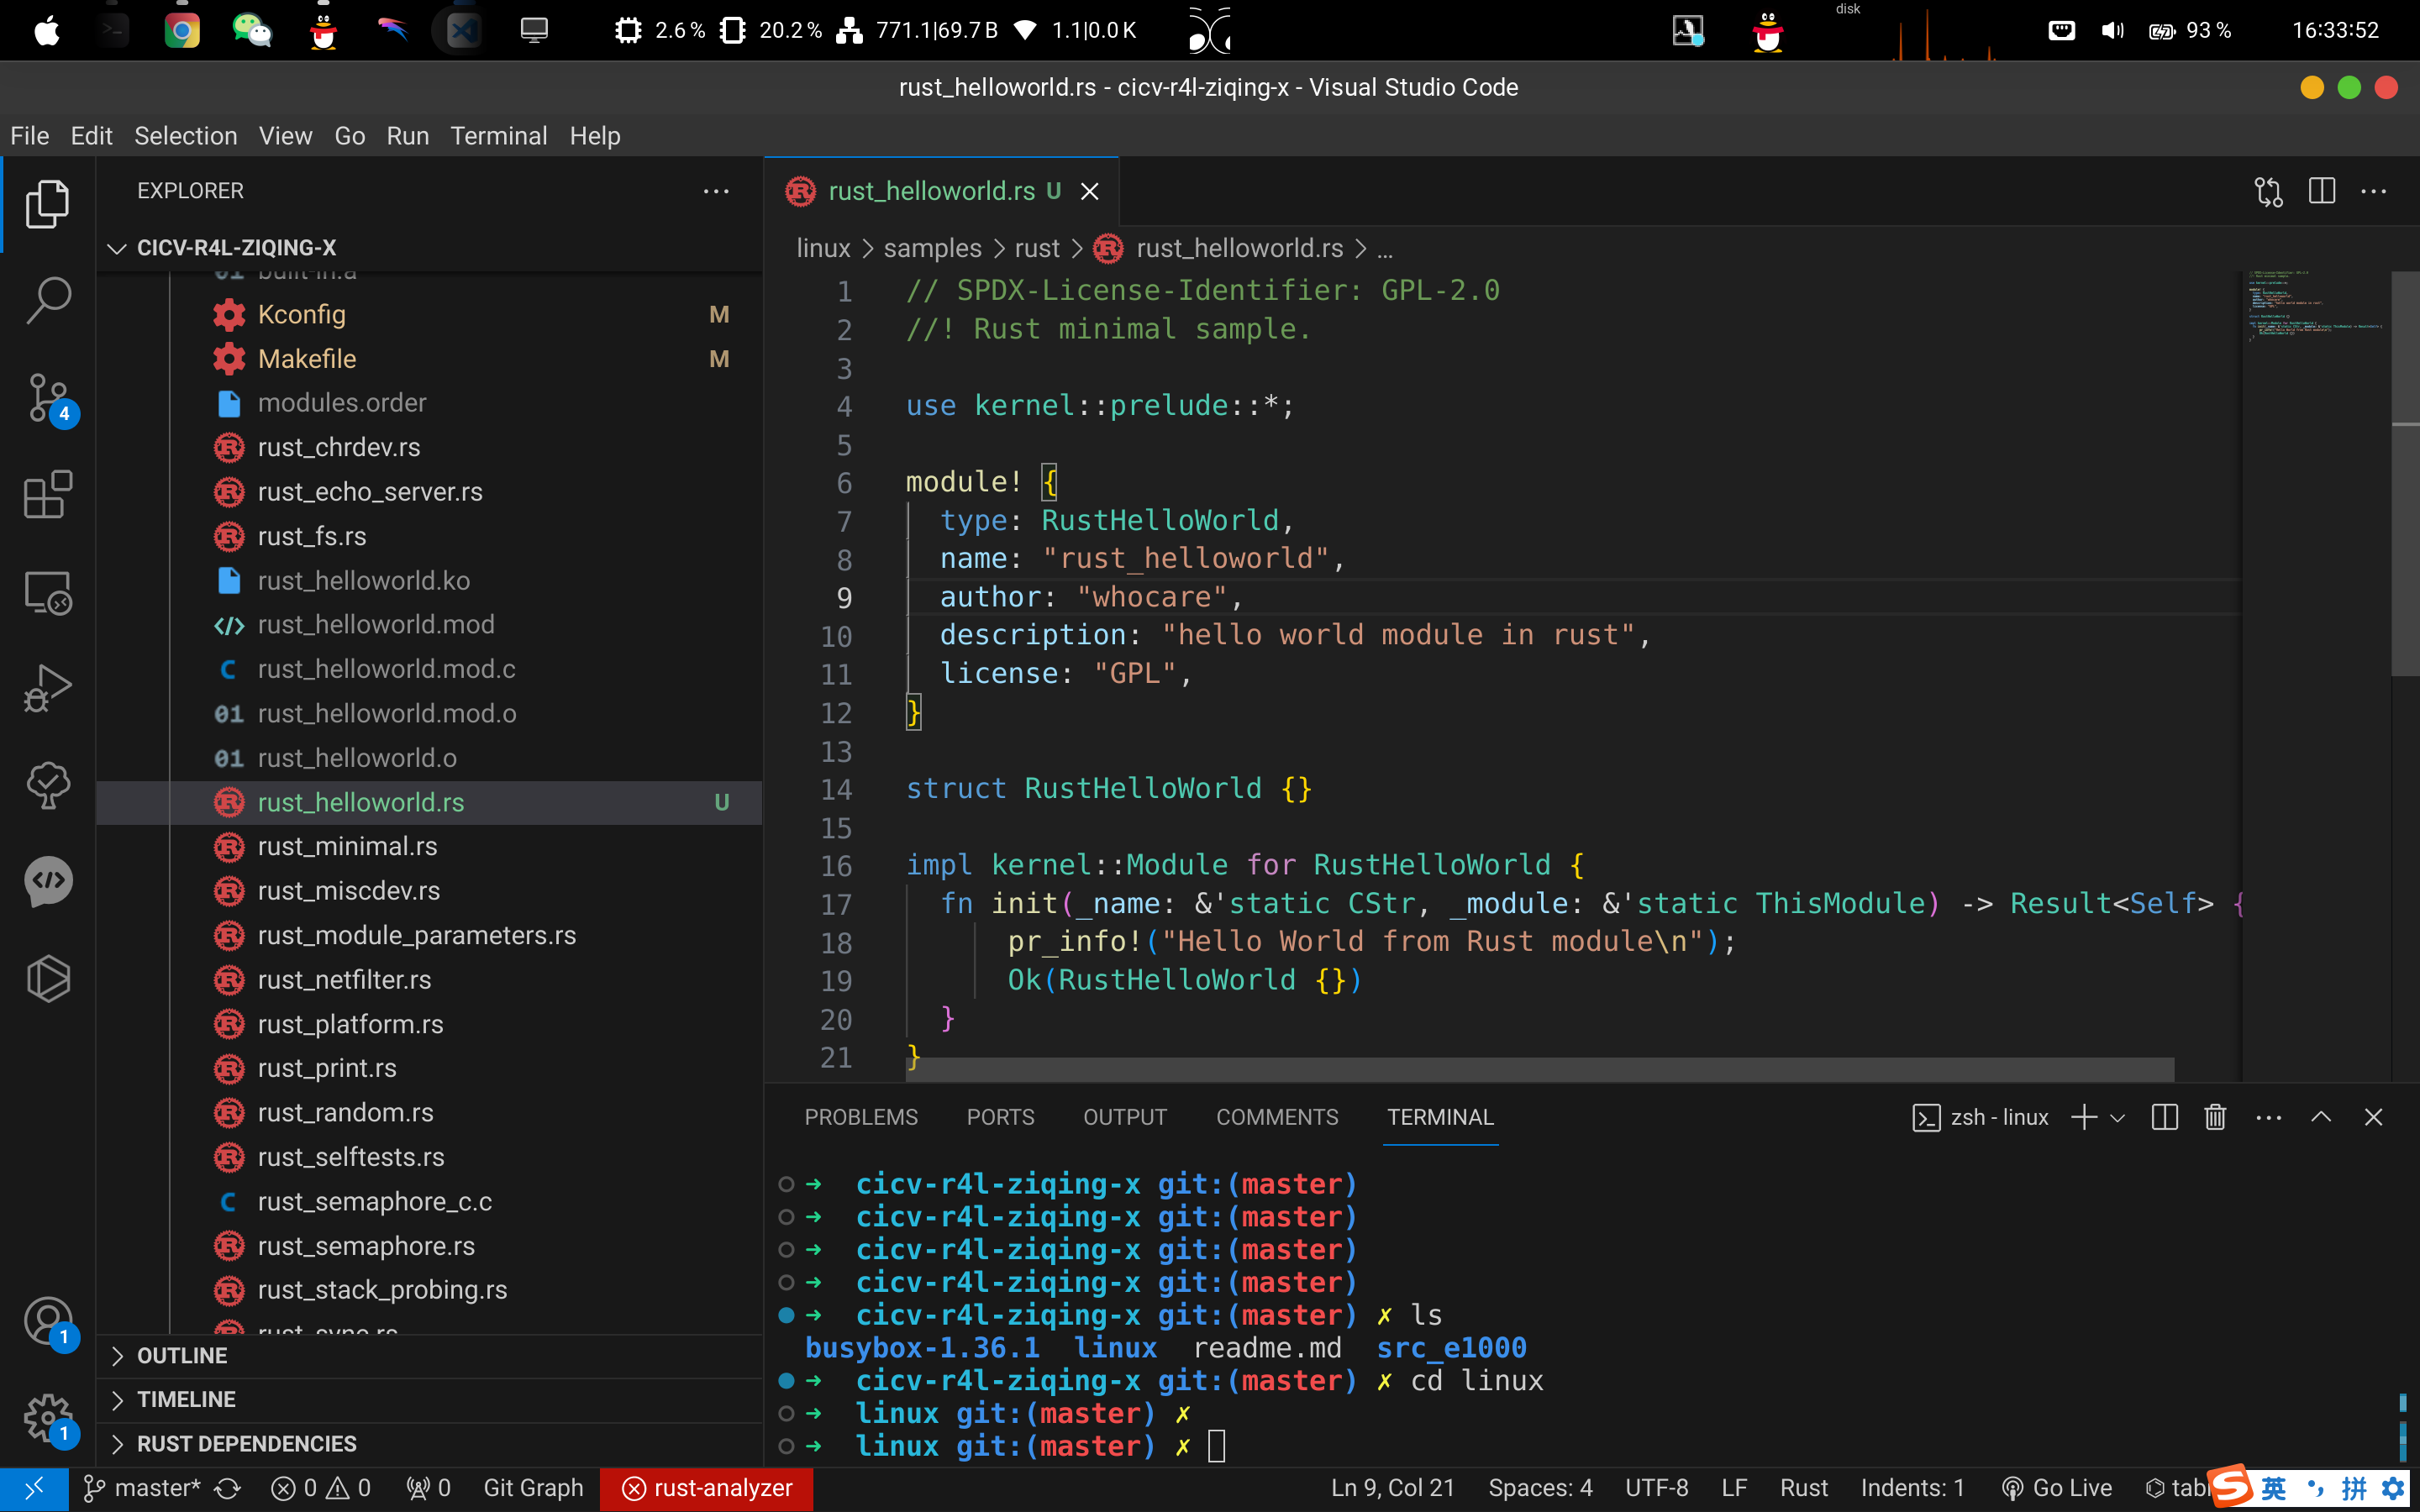 disk
2.6 % 20.2 % 771.1|69.7 B 1.1|0.0 K 93 % 16:33:52
rust_helloworld.rs - cicv-r4l-ziqing-x - Visual Studio Code
File Edit Selection View Go Run Terminal Help
EXPLORER
CICV-R4L-ZIQING-X
built-in.a
Kconfig M
Makefile M
modules.order
rust_chrdev.rs
rust_echo_server.rs
rust_fs.rs
rust_helloworld.ko
rust_helloworld.mod
rust_helloworld.mod.c
rust_helloworld.mod.o
rust_helloworld.o
rust_helloworld.rs U
rust_minimal.rs
rust_miscdev.rs
rust_module_parameters.rs
rust_netfilter.rs
rust_platform.rs
rust_print.rs
rust_random.rs
rust_selftests.rs
rust_semaphore_c.c
rust_semaphore.rs
rust_stack_probing.rs
rust_sync.rs
OUTLINE
TIMELINE
RUST DEPENDENCIES
4
1
1
rust_helloworld.rs U
linux > samples > rust > rust_helloworld.rs > ...
1 // SPDX-License-Identifier: GPL-2.0
2 //! Rust minimal sample.
3
4 use kernel::prelude::*;
5
6 module! {
7 type: RustHelloWorld,
8 name: "rust_helloworld",
9 author: "whocare",
10 description: "hello world module in rust",
11 license: "GPL",
12 }
13
14 struct RustHelloWorld {}
15
16 impl kernel::Module for RustHelloWorld {
17 fn init(_name: &'static CStr, _module: &'static ThisModule) -> Result<Self> {
18 pr_info!("Hello World from Rust module\n");
19 Ok(RustHelloWorld {})
20 }
21 }
PROBLEMS PORTS OUTPUT COMMENTS TERMINAL zsh - linux
➜ cicv-r4l-ziqing-x git:(master)
➜ cicv-r4l-ziqing-x git:(master)
➜ cicv-r4l-ziqing-x git:(master)
➜ cicv-r4l-ziqing-x git:(master)
➜ cicv-r4l-ziqing-x git:(master) ✗ ls
busybox-1.36.1 linux readme.md src_e1000
➜ cicv-r4l-ziqing-x git:(master) ✗ cd linux
➜ linux git:(master) ✗
➜ linux git:(master) ✗
master* 0 0 0 Git Graph rust-analyzer Ln 9, Col 21 Spaces: 4 UTF-8 LF Rust Indents: 1 Go Live 英 拼